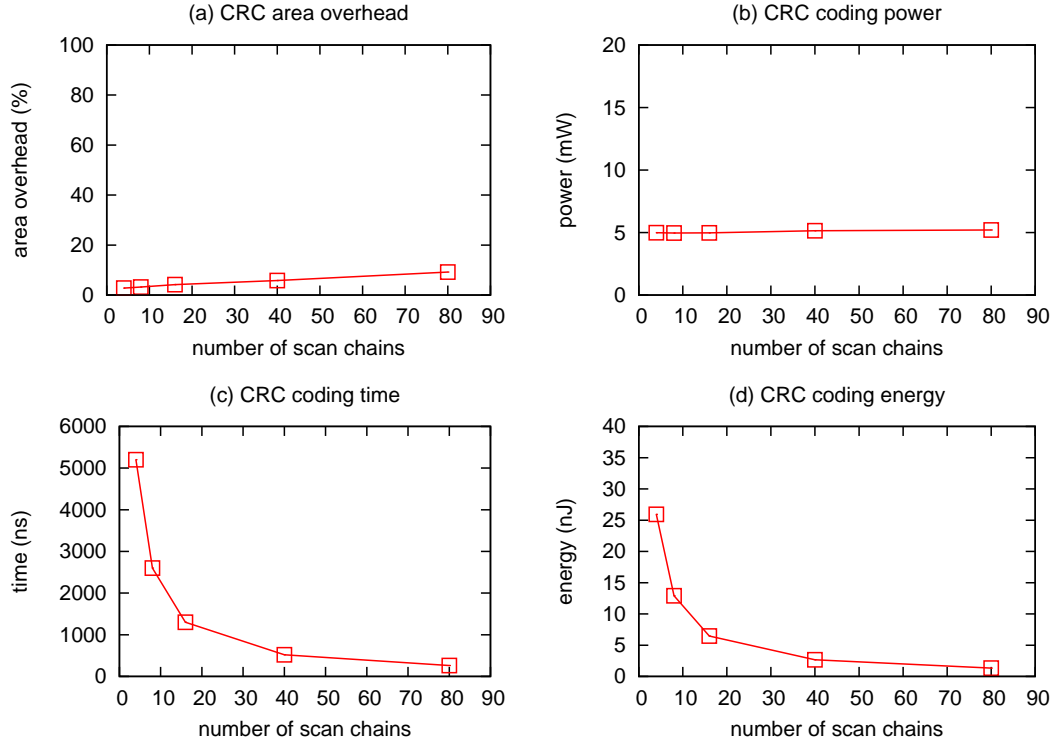 (a) CRC area overhead
area overhead (%)
100
80
60
40
20
0
0 10 20 30 40 50 60 70 80 90
number of scan chains
(b) CRC coding power
power (mW)
20
15
10
5
0
0 10 20 30 40 50 60 70 80 90
number of scan chains
(c) CRC coding time
time (ns)
6000
5000
4000
3000
2000
1000
0
0 10 20 30 40 50 60 70 80 90
number of scan chains
(d) CRC coding energy
energy (nJ)
40
35
30
25
20
15
10
5
0
0 10 20 30 40 50 60 70 80 90
number of scan chains